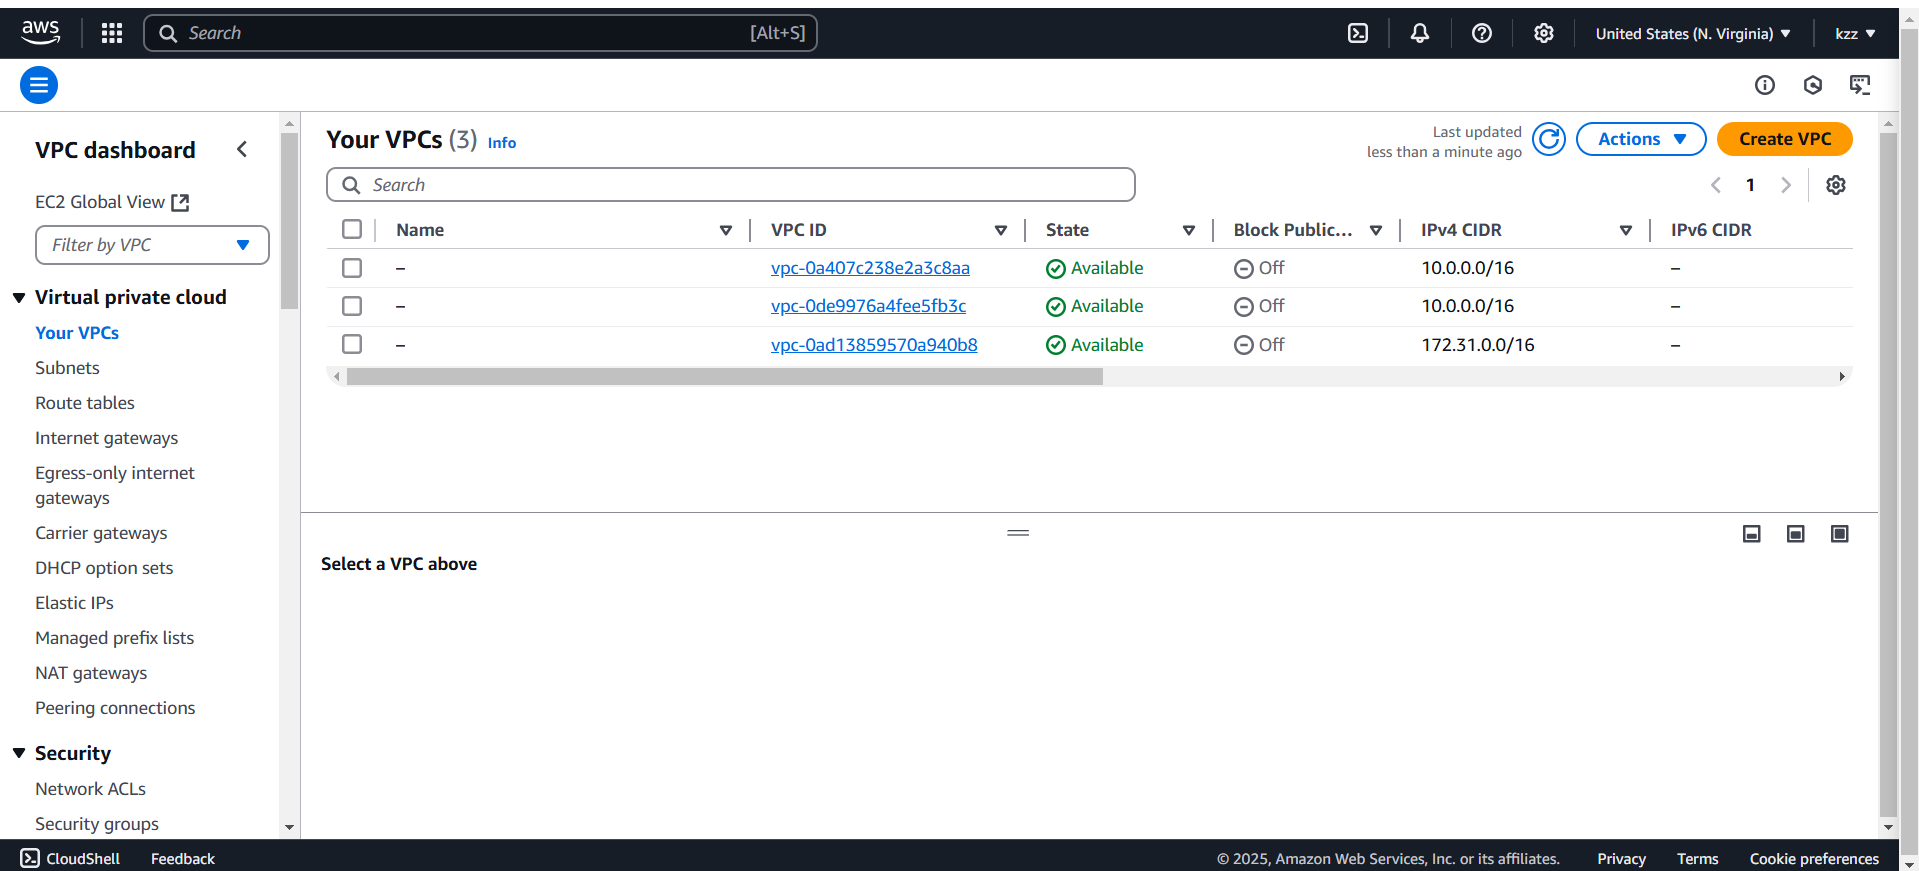 aws Search [Alt+S] United States (N. Virginia) kzz
VPC dashboard
EC2 Global View
Filter by VPC
Virtual private cloud
Your VPCs
Subnets
Route tables
Internet gateways
Egress-only internet
gateways
Carrier gateways
DHCP option sets
Elastic IPs
Managed prefix lists
NAT gateways
Peering connections
Security
Network ACLs
Security groups
Your VPCs (3) Info
Last updated
less than a minute ago
Actions
Create VPC
Search
1
Name VPC ID State Block Public... IPv4 CIDR IPv6 CIDR
– vpc-0a407c238e2a3c8aa Available Off 10.0.0.0/16 –
– vpc-0de9976a4fee5fb3c Available Off 10.0.0.0/16 –
– vpc-0ad13859570a940b8 Available Off 172.31.0.0/16 –
Select a VPC above
CloudShell Feedback © 2025, Amazon Web Services, Inc. or its affiliates. Privacy Terms Cookie preferences